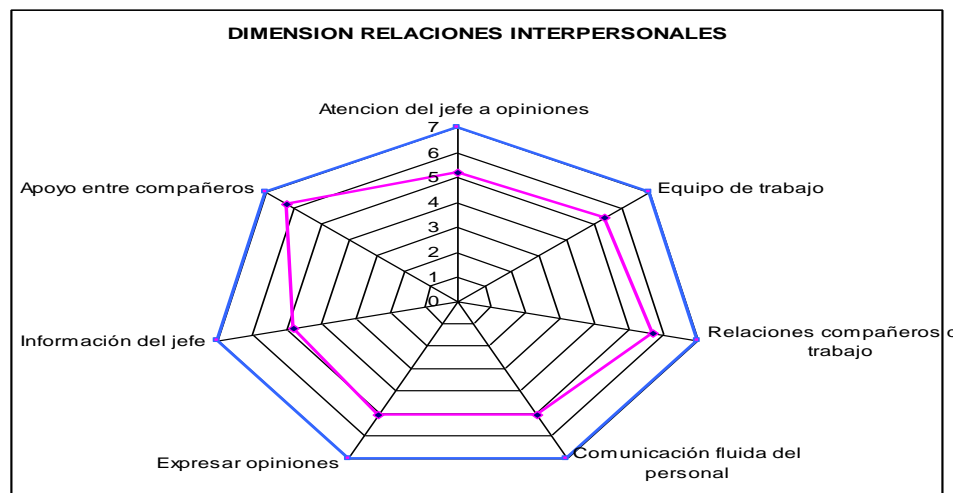 DIMENSION RELACIONES INTERPERSONALES
Atencion del jefe a opiniones
7
6
5
4
3
2
1
0
Equipo de trabajo
Relaciones compañeros d
trabajo
Comunicación fluida del
personal
Expresar opiniones
Información del jefe
Apoyo entre compañeros